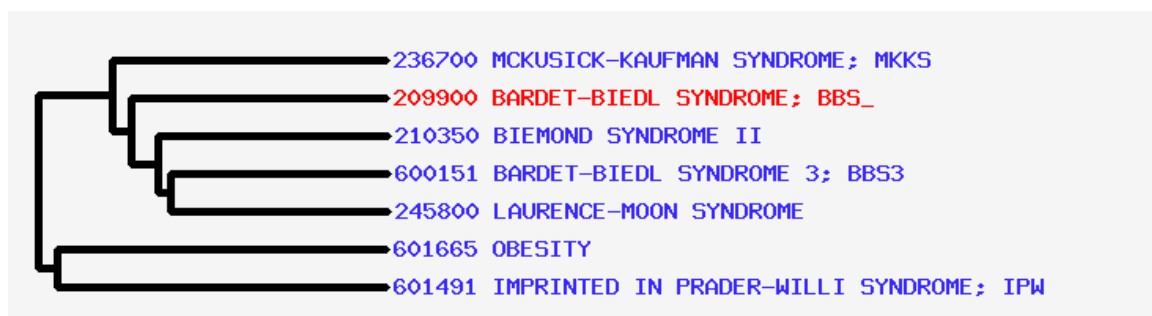 236700 MCKUSICK-KAUFMAN SYNDROME; MKKS
209900 BARDET-BIEDL SYNDROME; BBS_
210350 BIEMOND SYNDROME II
600151 BARDET-BIEDL SYNDROME 3; BBS3
245800 LAURENCE-MOON SYNDROME
601665 OBESITY
601491 IMPRINTED IN PRADER-WILLI SYNDROME; IPW